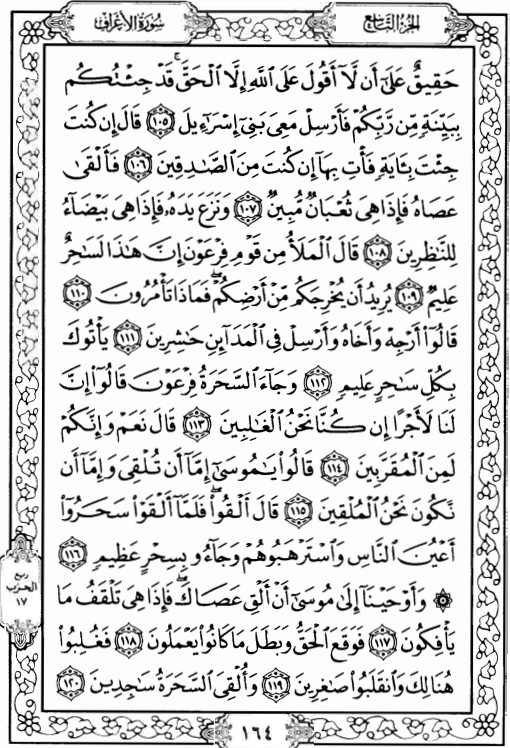 الجزء التاسع
سورة الأعراف
حَقِيقٌ عَلَىٰٓ أَن لَّآ أَقُولَ عَلَى ٱللَّهِ إِلَّا ٱلْحَقَّ ۚ قَدْ جِئْتُكُم
بِبَيِّنَةٍ مِّن رَّبِّكُمْ فَأَرْسِلْ مَعِىَ بَنِىٓ إِسْرَٰٓءِيلَ ١٠٥ قَالَ إِن كُنتَ
جِئْتَ بِـَٔايَةٍ فَأْتِ بِهَآ إِن كُنتَ مِنَ ٱلصَّٰدِقِينَ ١٠٦ فَأَلْقَىٰ
عَصَاهُ فَإِذَا هِىَ ثُعْبَانٌ مُّبِينٌ ١٠٧ وَنَزَعَ يَدَهُۥ فَإِذَا هِىَ بَيْضَآءُ
لِلنَّٰظِرِينَ ١٠٨ قَالَ ٱلْمَلَأُ مِن قَوْمِ فِرْعَوْنَ إِنَّ هَٰذَا لَسَٰحِرٌ
عَلِيمٌ ١٠٩ يُرِيدُ أَن يُخْرِجَكُم مِّنْ أَرْضِكُمْ ۖ فَمَاذَا تَأْمُرُونَ ١١٠
قَالُوٓا۟ أَرْجِهْ وَأَخَاهُ وَأَرْسِلْ فِى ٱلْمَدَآئِنِ حَٰشِرِينَ ١١١ يَأْتُوكَ
بِكُلِّ سَٰحِرٍ عَلِيمٍ ١١٢ وَجَآءَ ٱلسَّحَرَةُ فِرْعَوْنَ قَالُوٓا۟ إِنَّ
لَنَا لَأَجْرًا إِن كُنَّا نَحْنُ ٱلْغَٰلِبِينَ ١١٣ قَالَ نَعَمْ وَإِنَّكُمْ
لَمِنَ ٱلْمُقَرَّبِينَ ١١٤ قَالُوا۟ يَٰمُوسَىٰٓ إِمَّآ أَن تُلْقِىَ وَإِمَّآ أَن
نَّكُونَ نَحْنُ ٱلْمُلْقِينَ ١١٥ قَالَ أَلْقُوا۟ ۖ فَلَمَّآ أَلْقَوْا۟ سَحَرُوٓا۟
أَعْيُنَ ٱلنَّاسِ وَٱسْتَرْهَبُوهُمْ وَجَآءُو بِسِحْرٍ عَظِيمٍ ١١٦
۞ وَأَوْحَيْنَآ إِلَىٰ مُوسَىٰٓ أَنْ أَلْقِ عَصَاكَ ۖ فَإِذَا هِىَ تَلْقَفُ مَا
يَأْفِكُونَ ١١٧ فَوَقَعَ ٱلْحَقُّ وَبَطَلَ مَا كَانُوا۟ يَعْمَلُونَ ١١٨ فَغُلِبُوا۟
هُنَالِكَ وَٱنقَلَبُوا۟ صَٰغِرِينَ ١١٩ وَأُلْقِىَ ٱلسَّحَرَةُ سَٰجِدِينَ ١٢٠
ربع
الحزب
١٧
١٦٤